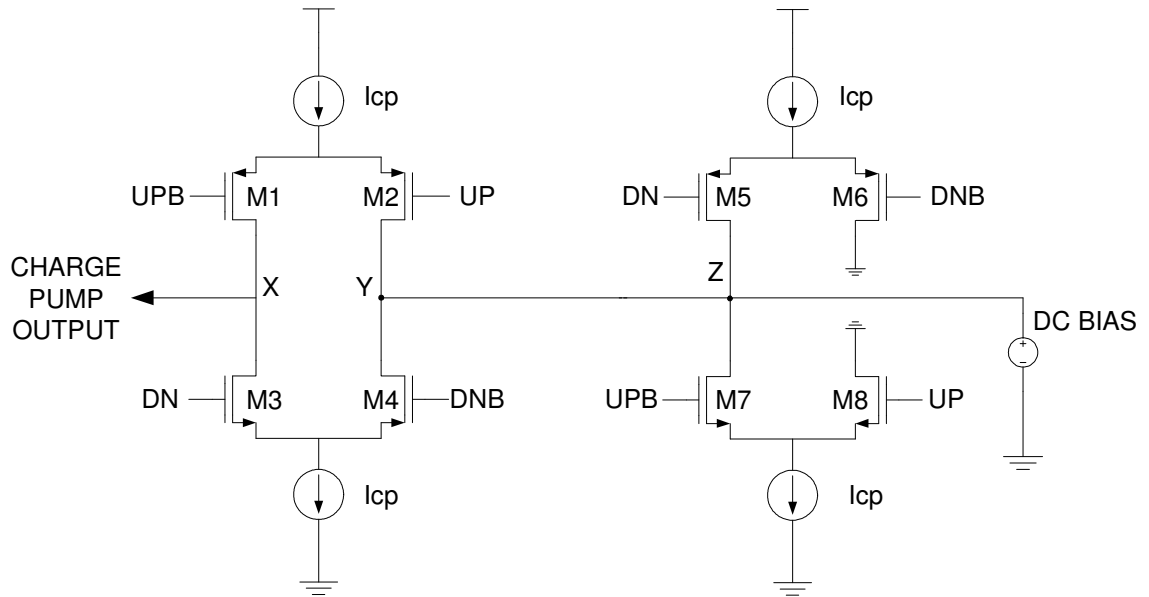 Icp Icp
UPB M1 M2 UP DN M5 M6 DNB
CHARGE
PUMP
OUTPUT
X Y Z
DC BIAS
+
−
DN M3 M4 DNB UPB M7 M8 UP
Icp Icp